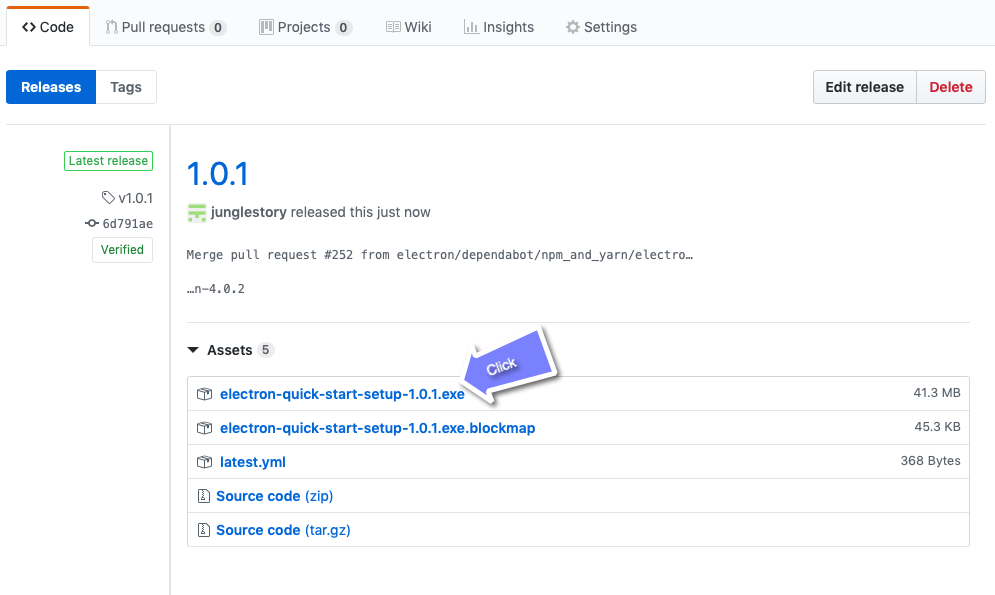 Code Pull requests 0 Projects 0 Wiki Insights Settings
Releases Tags Edit release Delete
Latest release
v1.0.1
6d791ae
Verified
1.0.1
junglestory released this just now
Merge pull request #252 from electron/dependabot/npm_and_yarn/electro…
…n-4.0.2
Assets 5
Click
electron-quick-start-setup-1.0.1.exe 41.3 MB
electron-quick-start-setup-1.0.1.exe.blockmap 45.3 KB
latest.yml 368 Bytes
Source code (zip)
Source code (tar.gz)